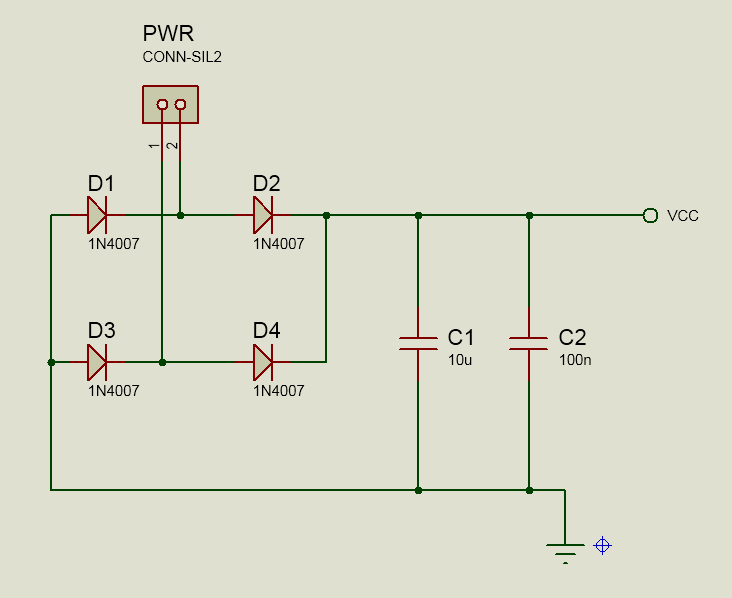 PWR
CONN-SIL2
1
2
D1
1N4007
D2
1N4007
VCC
D3
1N4007
D4
1N4007
C1
10u
C2
100n